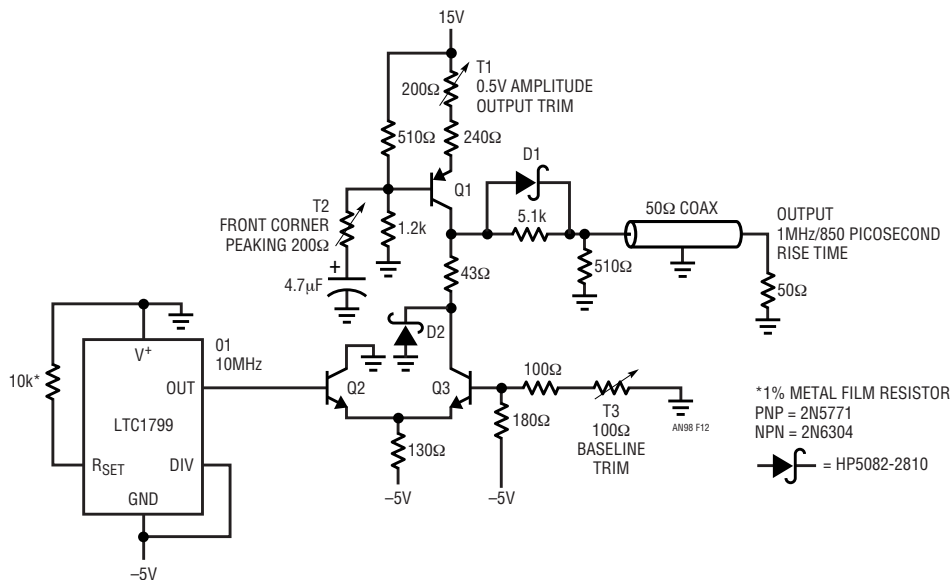 15V
T1
0.5V AMPLITUDE
OUTPUT TRIM
200Ω
510Ω
240Ω
D1
Q1
T2
FRONT CORNER
PEAKING 200Ω
1.2k
5.1k
50Ω COAX
OUTPUT
1MHz/850 PICOSECOND
RISE TIME
510Ω
50Ω
+
4.7µF
43Ω
D2
V+
O1
10MHz
10k*
OUT
LTC1799
RSET
DIV
GND
–5V
Q2
Q3
130Ω
–5V
100Ω
180Ω
–5V
T3
100Ω
BASELINE
TRIM
AN98 F12
*1% METAL FILM RESISTOR
PNP = 2N5771
NPN = 2N6304
= HP5082-2810